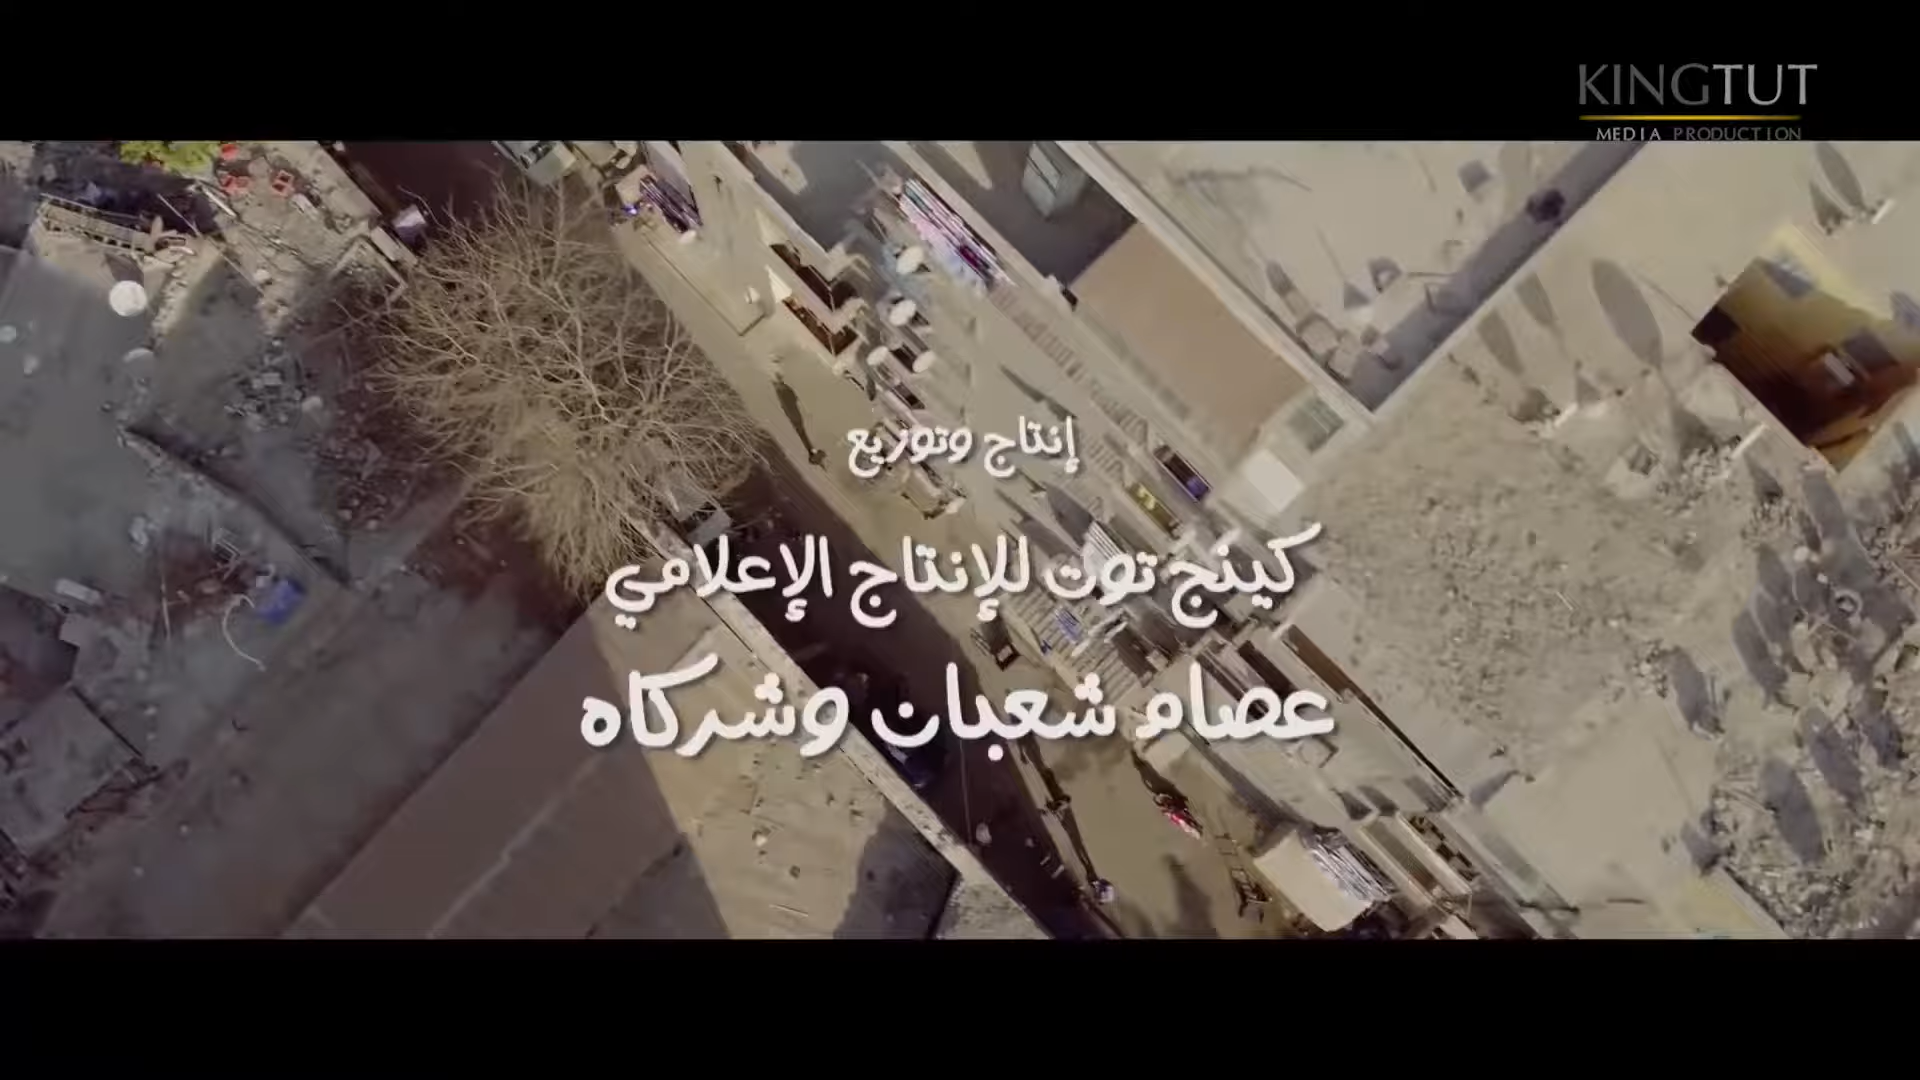 KINGTUT
MEDIA PRODUCTION
إنتاج وتوزيع
كينج توت للإنتاج الإعلامي
عصام شعبان وشركاه